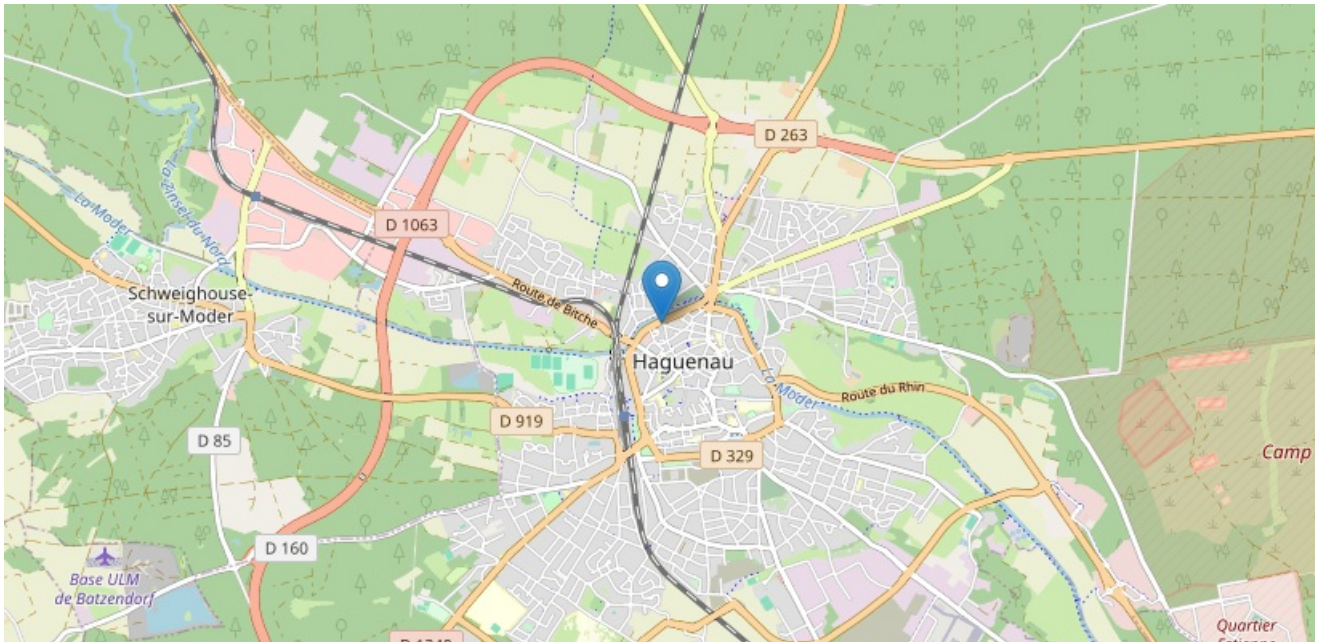 D 263
La Zinsel du Nord
La Moder
D 1063
Schweighouse-
sur-Moder
Route de Bitche
Haguenau
La Moder
Route du Rhin
D 919
D 85
D 329
Camp
D 160
Base ULM
de Batzendorf
Quartier